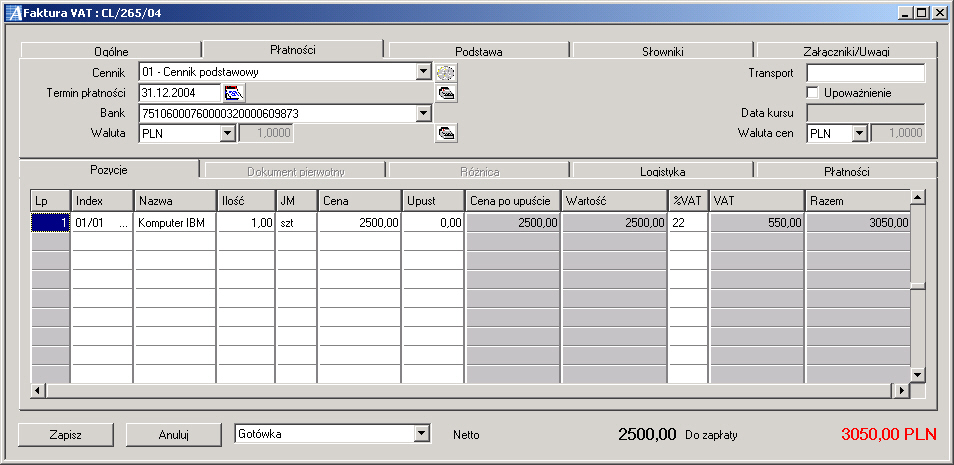 Faktura VAT : CL/265/04
Ogólne Płatności Podstawa Słowniki Załączniki/Uwagi
Cennik 01 - Cennik podstawowy Transport
Termin płatności 31.12.2004 Upoważnienie
Bank 75106000760000320000609873 Data kursu
Waluta PLN 1,0000 Waluta cen PLN 1,0000
Pozycje Dokument pierwotny Różnica Logistyka Płatności
Lp Index Nazwa Ilość JM Cena Upust Cena po upuście Wartość %VAT VAT Razem
1 01/01 ... Komputer IBM 1,00 szt 2500,00 0,00 2500,00 2500,00 22 550,00 3050,00
Zapisz Anuluj Gotówka Netto 2500,00 Do zapłaty 3050,00 PLN